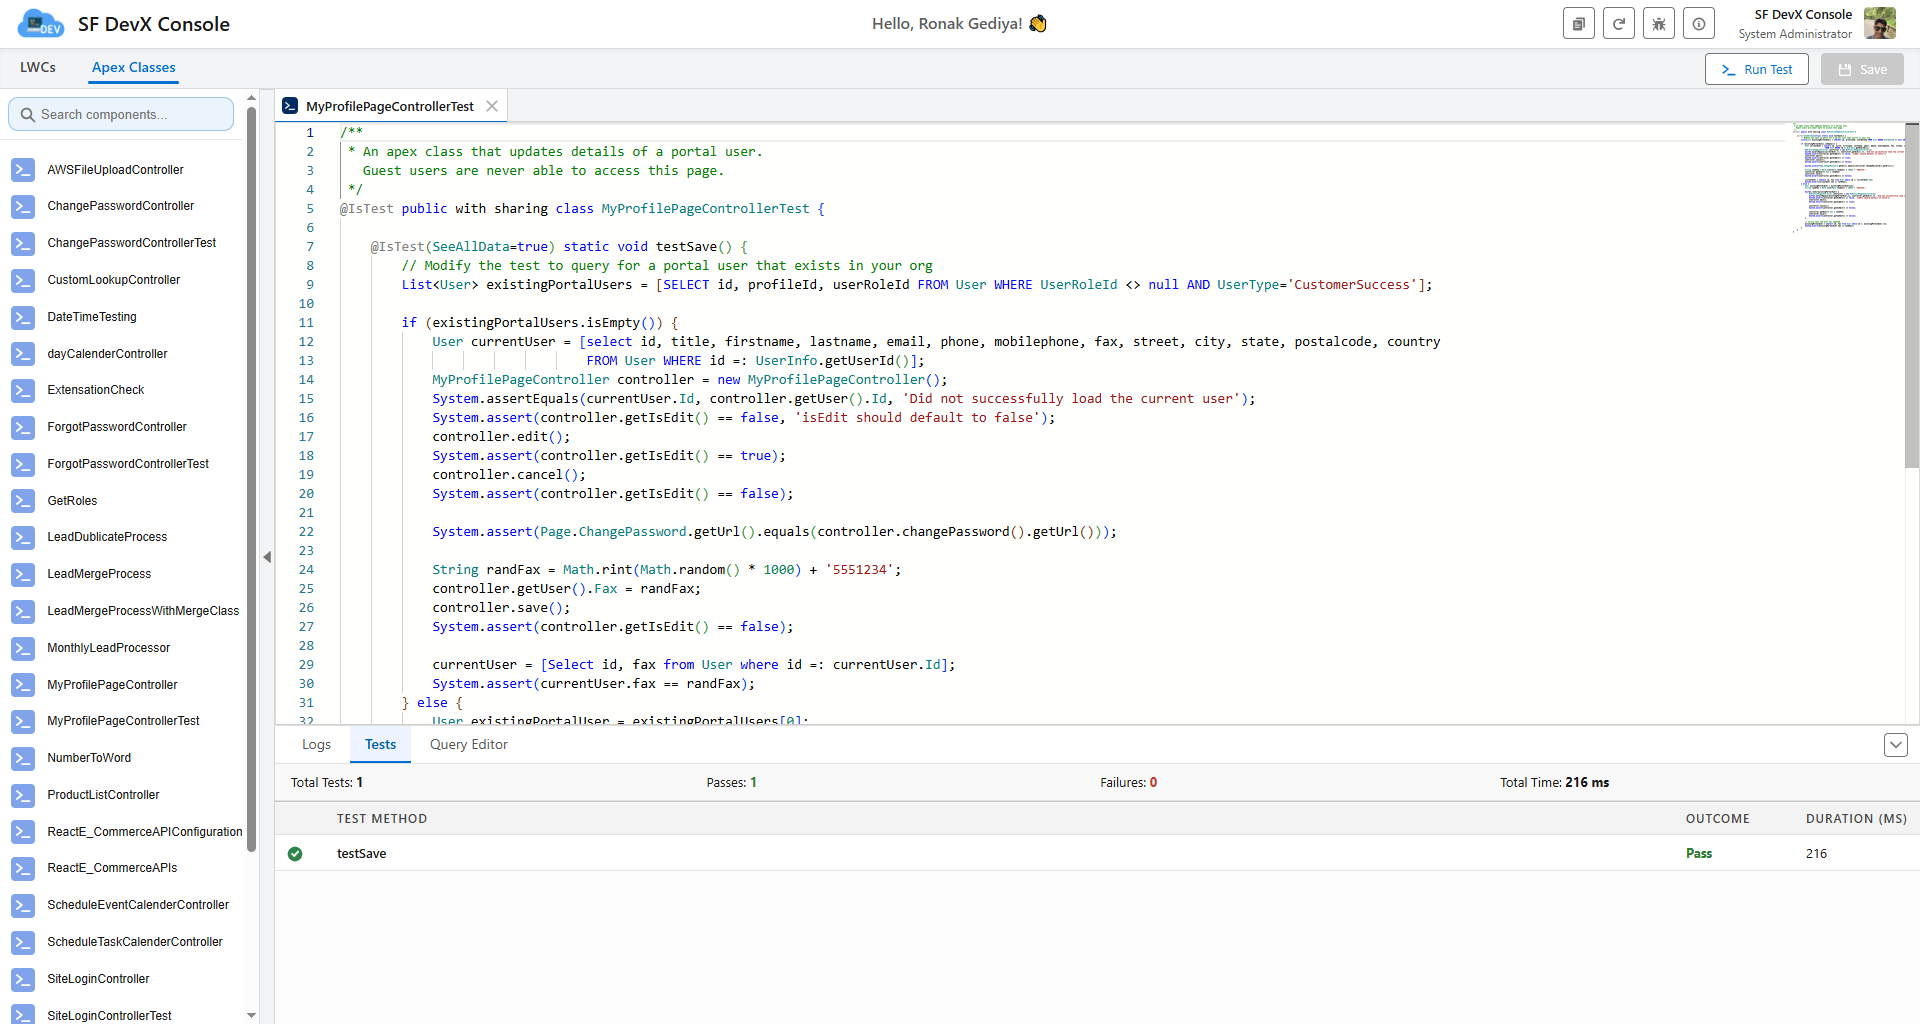 DEV
SF DevX Console
Hello, Ronak Gediya! 👋
SF DevX Console
System Administrator
LWCs
Apex Classes
Run Test
Save
Search components...
AWSFileUploadController
ChangePasswordController
ChangePasswordControllerTest
CustomLookupController
DateTimeTesting
dayCalenderController
ExtensationCheck
ForgotPasswordController
ForgotPasswordControllerTest
GetRoles
LeadDublicateProcess
LeadMergeProcess
LeadMergeProcessWithMergeClass
MonthlyLeadProcessor
MyProfilePageController
MyProfilePageControllerTest
NumberToWord
ProductListController
ReactE_CommerceAPIConfiguration
ReactE_CommerceAPIs
ScheduleEventCalenderController
ScheduleTaskCalenderController
SiteLoginController
SiteLoginControllerTest
MyProfilePageControllerTest
1 /**
2 * An apex class that updates details of a portal user.
3 Guest users are never able to access this page.
4 */
5 @IsTest public with sharing class MyProfilePageControllerTest {
6
7 @IsTest(SeeAllData=true) static void testSave() {
8 // Modify the test to query for a portal user that exists in your org
9 List<User> existingPortalUsers = [SELECT id, profileId, userRoleId FROM User WHERE UserRoleId <> null AND UserType='CustomerSuccess'];
10
11 if (existingPortalUsers.isEmpty()) {
12 User currentUser = [select id, title, firstname, lastname, email, phone, mobilephone, fax, street, city, state, postalcode, country
13 FROM User WHERE id =: UserInfo.getUserId()];
14 MyProfilePageController controller = new MyProfilePageController();
15 System.assertEquals(currentUser.Id, controller.getUser().Id, 'Did not successfully load the current user');
16 System.assert(controller.getIsEdit() == false, 'isEdit should default to false');
17 controller.edit();
18 System.assert(controller.getIsEdit() == true);
19 controller.cancel();
20 System.assert(controller.getIsEdit() == false);
21
22 System.assert(Page.ChangePassword.getUrl().equals(controller.changePassword().getUrl()));
23
24 String randFax = Math.rint(Math.random() * 1000) + '5551234';
25 controller.getUser().Fax = randFax;
26 controller.save();
27 System.assert(controller.getIsEdit() == false);
28
29 currentUser = [Select id, fax from User where id =: currentUser.Id];
30 System.assert(currentUser.fax == randFax);
31 } else {
32 User existingPortalUser = existingPortalUsers[0];
Logs
Tests
Query Editor
Total Tests: 1
Passes: 1
Failures: 0
Total Time: 216 ms
TEST METHOD
OUTCOME
DURATION (MS)
testSave
Pass
216